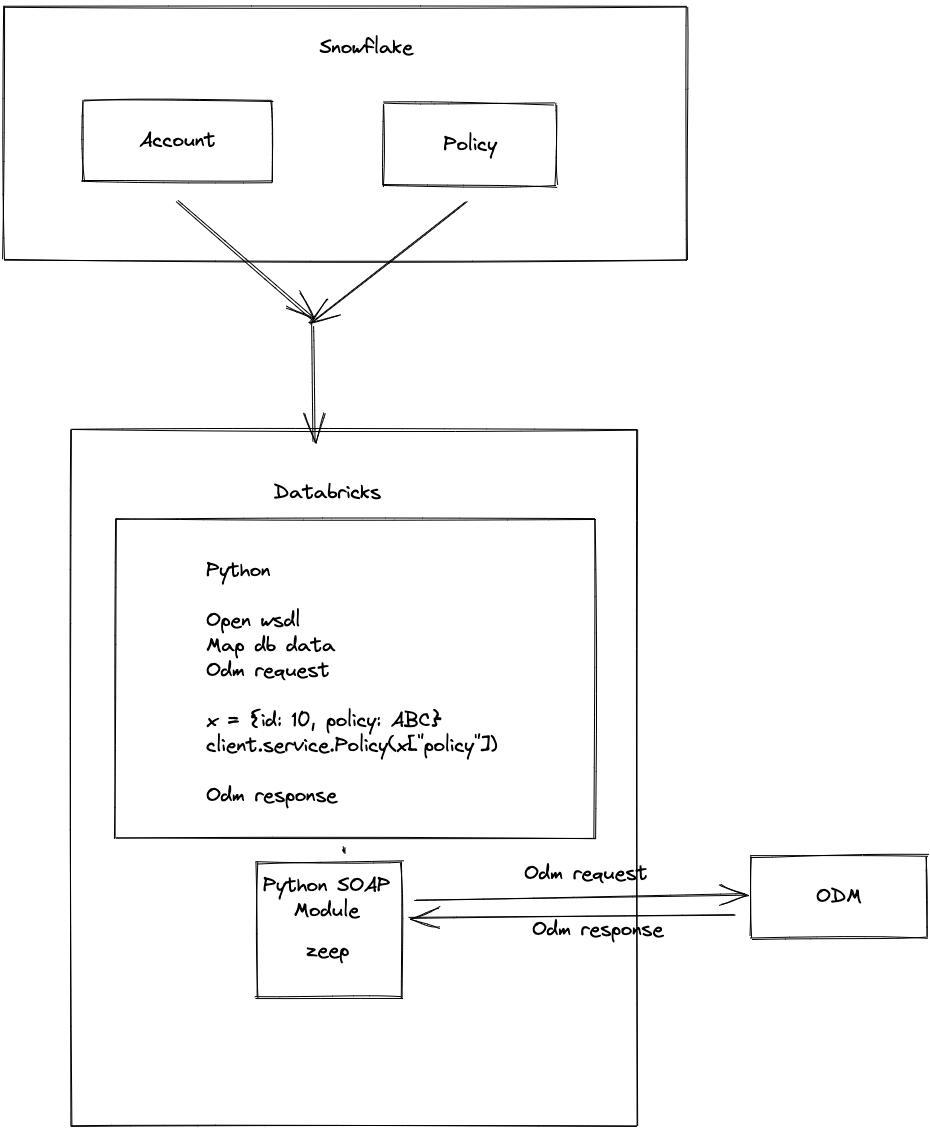 Snowflake
Account
Policy
Databricks
Python
Open wsdl
Map db data
Odm request
x = {id: 10, policy: ABC}
client.service.Policy(x["policy"])
Odm response
Python SOAP
Module
zeep
Odm request
Odm response
ODM